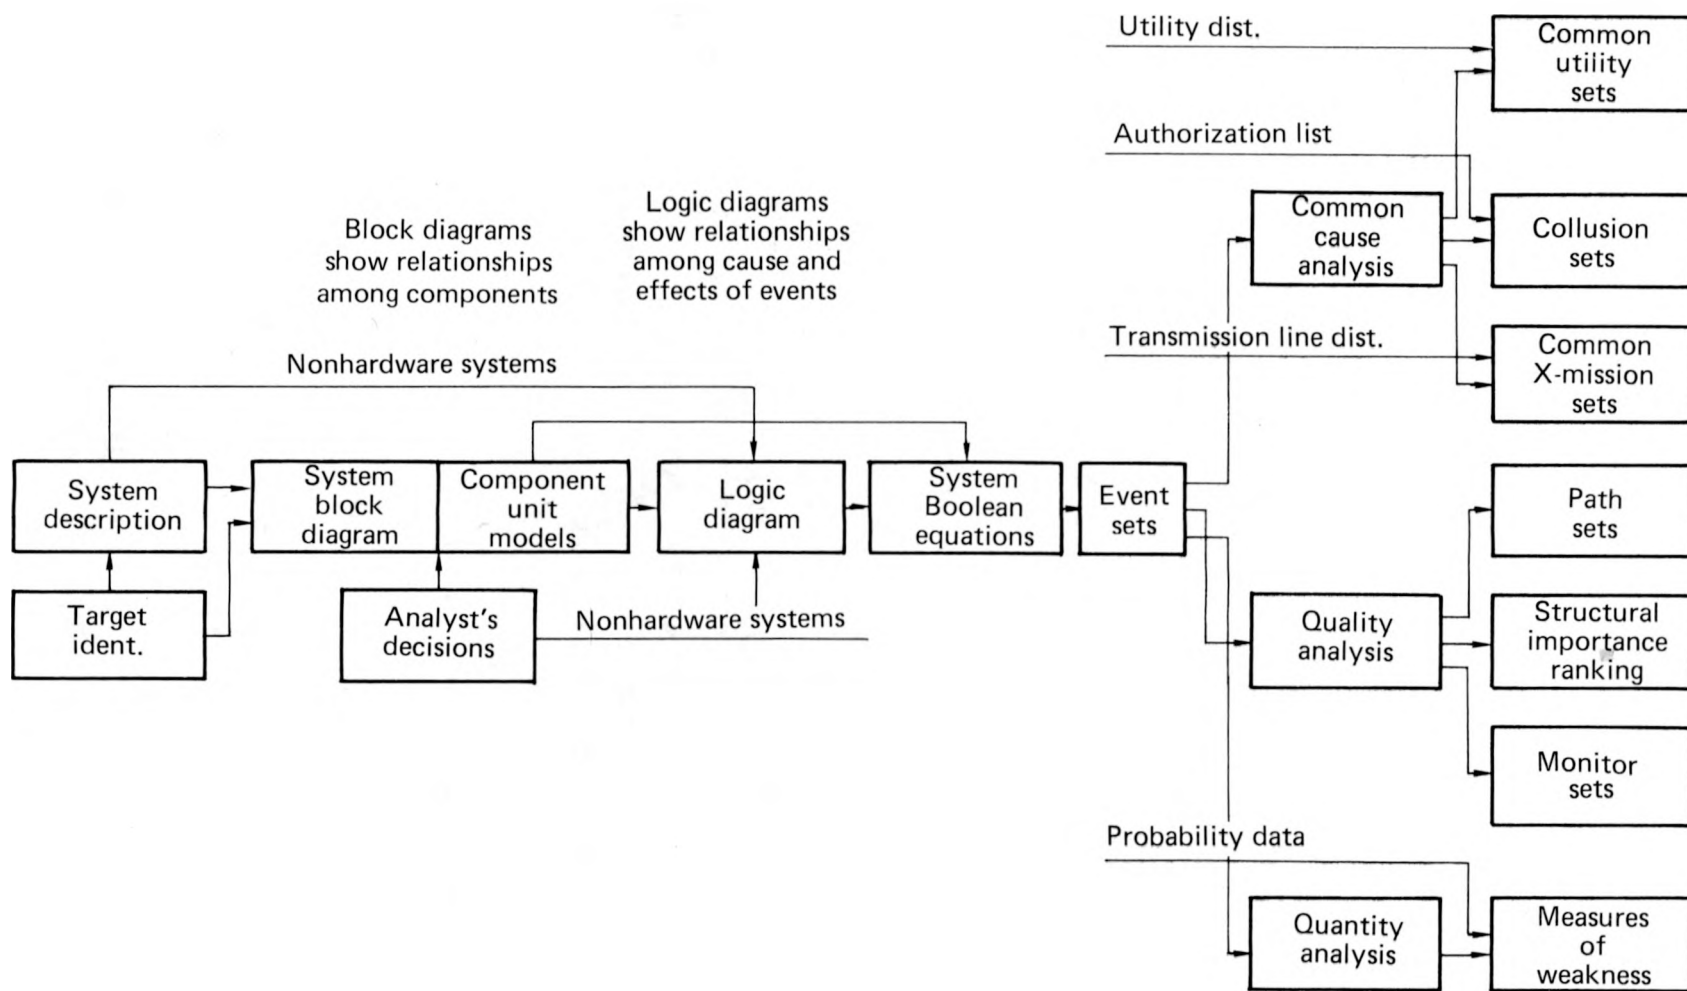 Utility dist.
Common
utility
sets
Authorization list
Block diagrams
show relationships
among components
Logic diagrams
show relationships
among cause and
effects of events
Common
cause
analysis
Collusion
sets
Transmission line dist.
Common
X-mission
sets
Nonhardware systems
System
description
System
block
diagram
Component
unit
models
Logic
diagram
System
Boolean
equations
Event
sets
Path
sets
Target
ident.
Analyst's
decisions
Nonhardware systems
Quality
analysis
Structural
importance
ranking
Monitor
sets
Probability data
Quantity
analysis
Measures
of
weakness